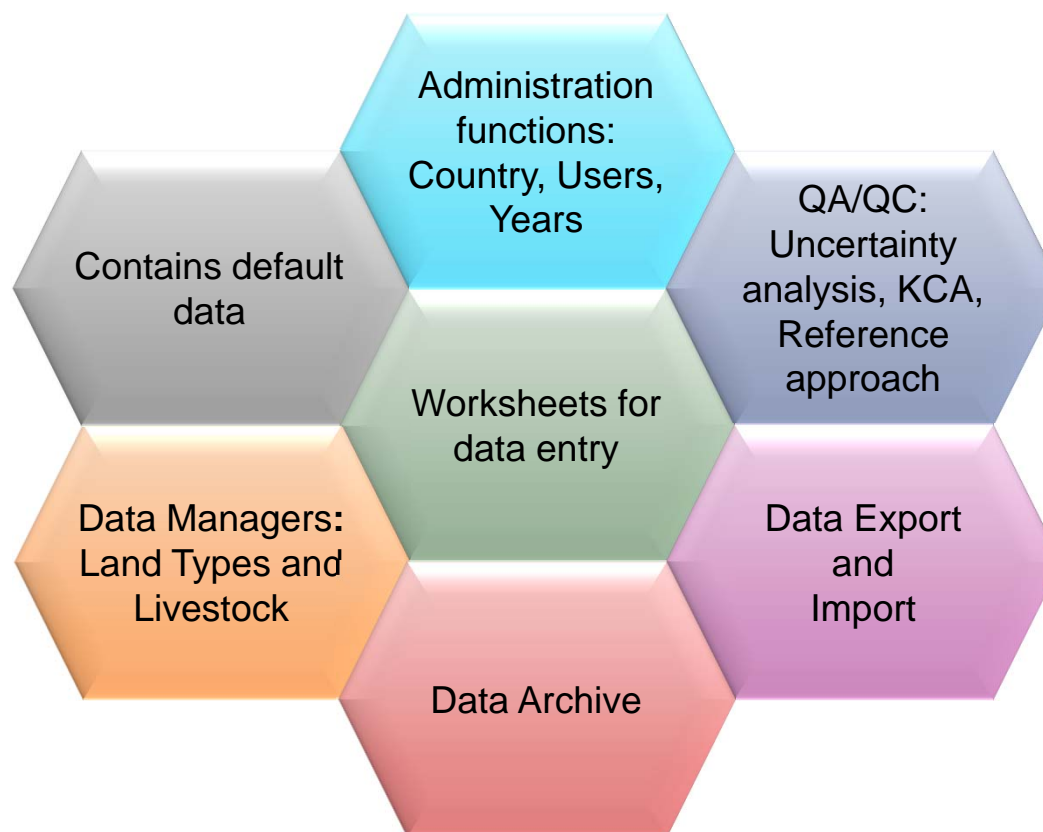 Administration
functions:
Country, Users,
Years
Contains default
data
QA/QC:
Uncertainty
analysis, KCA,
Reference
approach
Worksheets for
data entry
Data Managers:
Land Types and
Livestock
Data Export
and
Import
Data Archive